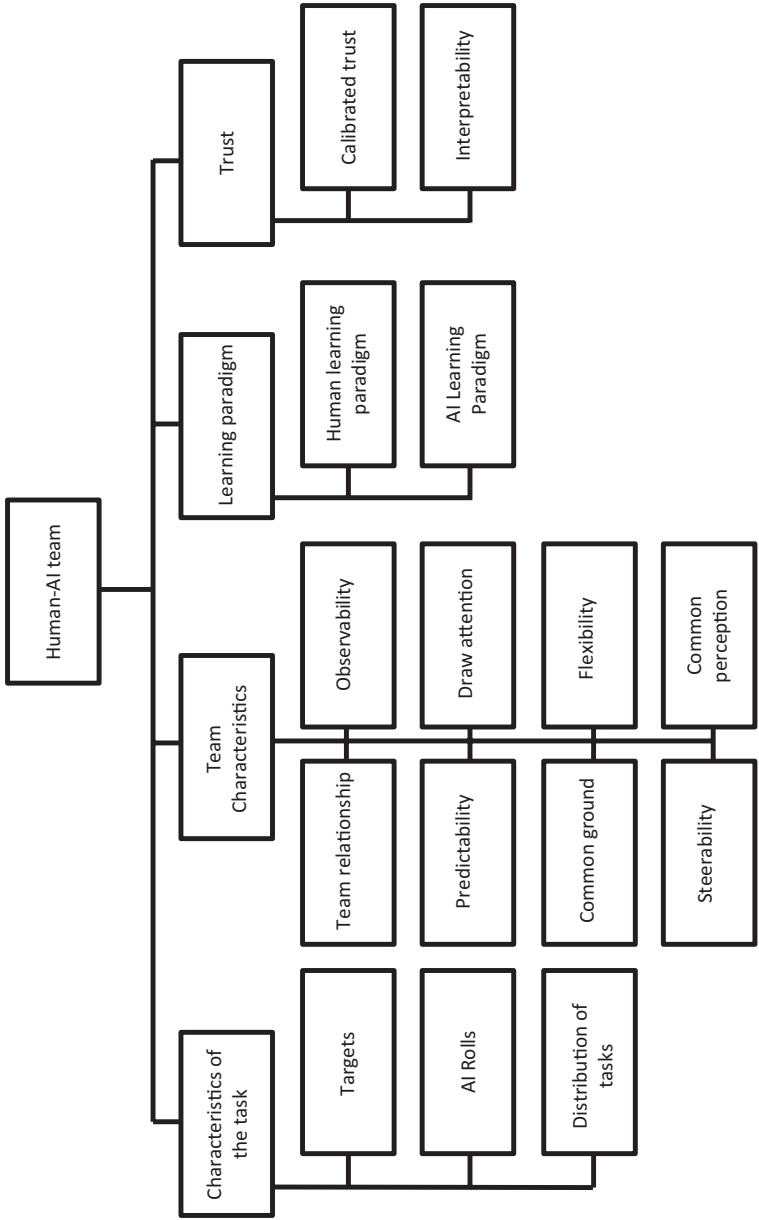 Human-AI team
Characteristics of
the task
Targets
AI Rolls
Distribution of
tasks
Team
Characteristics
Team relationship
Observability
Predictability
Draw attention
Common ground
Flexibility
Steerability
Common
perception
Learning paradigm
Human learning
paradigm
AI Learning
Paradigm
Trust
Calibrated trust
Interpretability